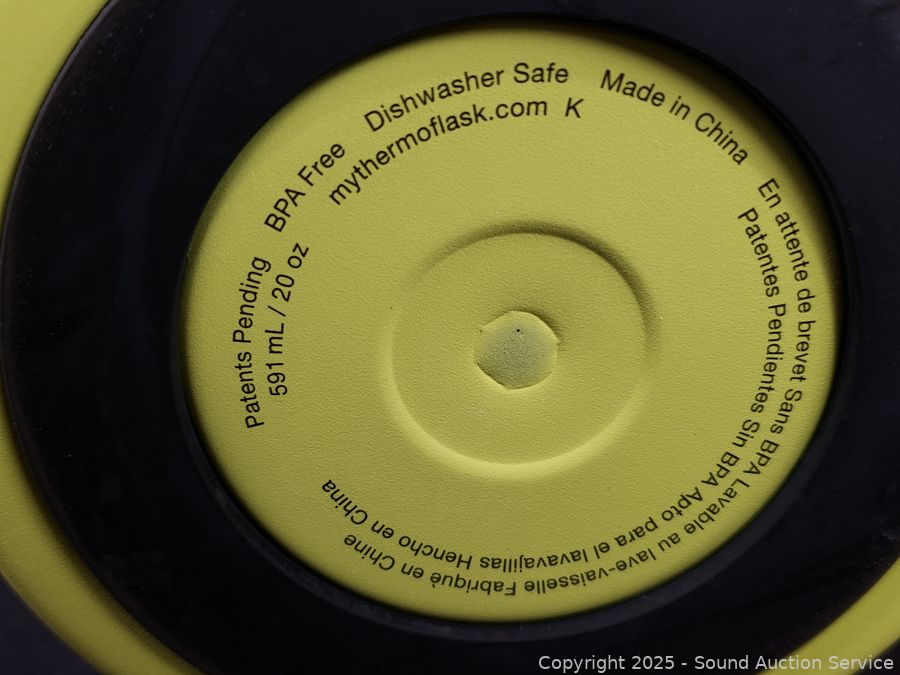 Patents Pending BPA Free Dishwasher Safe Made in China
591 mL / 20 oz mythermoflask.com K
En attente de brevet Sans BPA Lavable au lave-vaisselle Fabriqué en Chine
Patentes Pendientes Sin BPA Apto para el lavavajillas Hencho en China
Copyright 2025 - Sound Auction Service